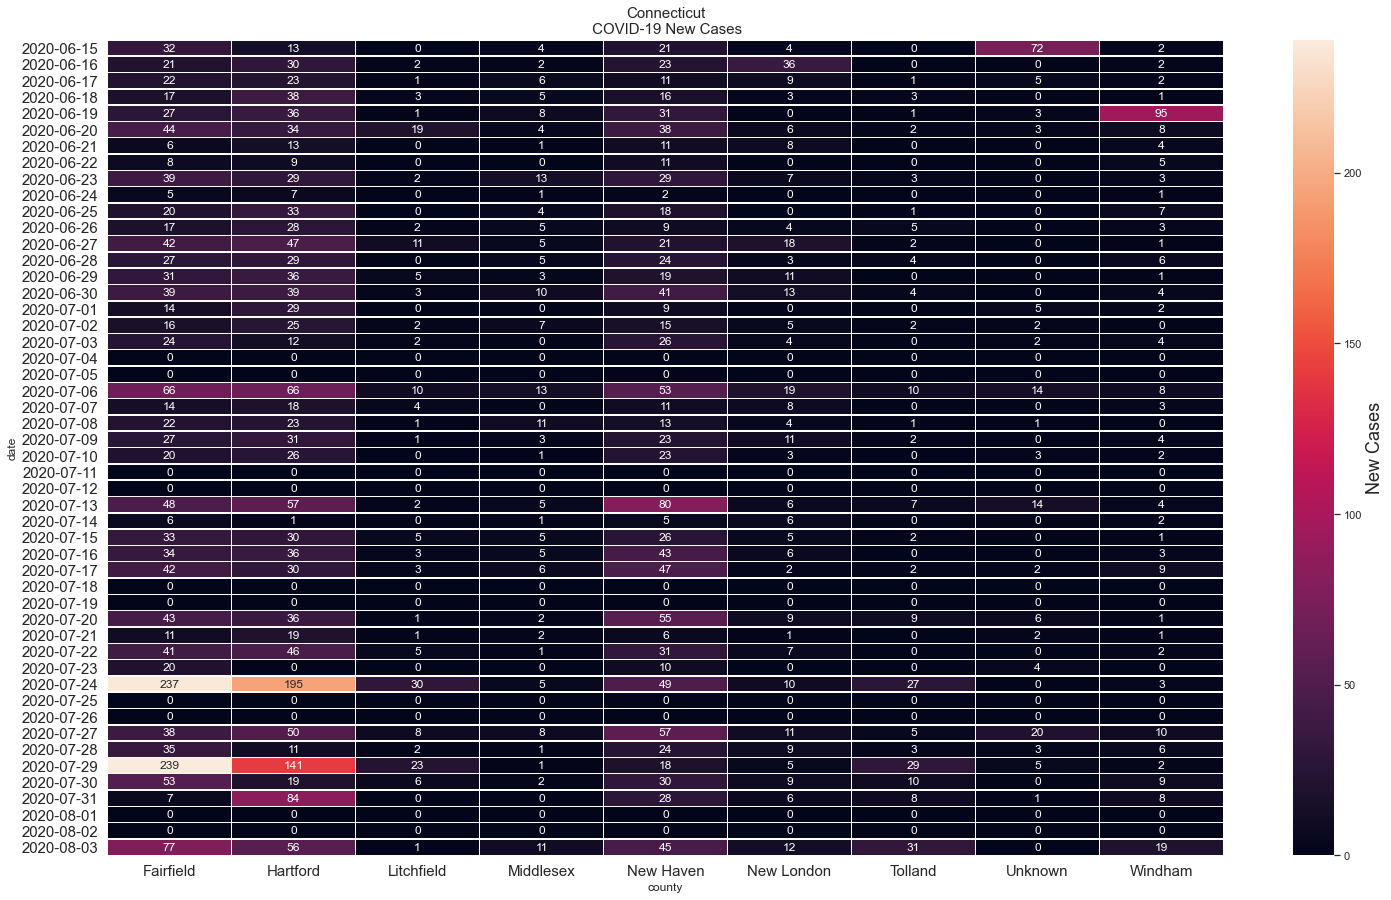 Connecticut
COVID-19 New Cases
2020-06-15 32 13 0 4 21 4 0 72 2
2020-06-16 21 30 2 2 23 36 0 0 2
2020-06-17 22 23 1 6 11 9 1 5 2
2020-06-18 17 38 3 5 16 3 3 0 1
2020-06-19 27 36 1 8 31 0 1 3 95
2020-06-20 44 34 19 4 38 6 2 3 8
2020-06-21 6 13 0 1 11 8 0 0 4
2020-06-22 8 9 0 0 11 0 0 0 5
2020-06-23 39 29 2 13 29 7 3 0 3
2020-06-24 5 7 0 1 2 0 0 0 1
2020-06-25 20 33 0 4 18 0 1 0 7
2020-06-26 17 28 2 5 9 4 5 0 3
2020-06-27 42 47 11 5 21 18 2 0 1
2020-06-28 27 29 0 5 24 3 4 0 6
2020-06-29 31 36 5 3 19 11 0 0 1
2020-06-30 39 39 3 10 41 13 4 0 4
2020-07-01 14 29 0 0 9 0 0 5 2
2020-07-02 16 25 2 7 15 5 2 2 0
2020-07-03 24 12 2 0 26 4 0 2 4
2020-07-04 0 0 0 0 0 0 0 0 0
2020-07-05 0 0 0 0 0 0 0 0 0
2020-07-06 66 66 10 13 53 19 10 14 8
2020-07-07 14 18 4 0 11 8 0 0 3
2020-07-08 22 23 1 11 13 4 1 1 0
2020-07-09 27 31 1 3 23 11 2 0 4
2020-07-10 20 26 0 1 23 3 0 3 2
2020-07-11 0 0 0 0 0 0 0 0 0
2020-07-12 0 0 0 0 0 0 0 0 0
2020-07-13 48 57 2 5 80 6 7 14 4
2020-07-14 6 1 0 1 5 6 0 0 2
2020-07-15 33 30 5 5 26 5 2 0 1
2020-07-16 34 36 3 5 43 6 0 0 3
2020-07-17 42 30 3 6 47 2 2 2 9
2020-07-18 0 0 0 0 0 0 0 0 0
2020-07-19 0 0 0 0 0 0 0 0 0
2020-07-20 43 36 1 2 55 9 9 6 1
2020-07-21 11 19 1 2 6 1 0 2 1
2020-07-22 41 46 5 1 31 7 0 0 2
2020-07-23 20 0 0 0 10 0 0 4 0
2020-07-24 237 195 30 5 49 10 27 0 3
2020-07-25 0 0 0 0 0 0 0 0 0
2020-07-26 0 0 0 0 0 0 0 0 0
2020-07-27 38 50 8 8 57 11 5 20 10
2020-07-28 35 11 2 1 24 9 3 3 6
2020-07-29 239 141 23 1 18 5 29 5 2
2020-07-30 53 19 6 2 30 9 10 0 9
2020-07-31 7 84 0 0 28 6 8 1 8
2020-08-01 0 0 0 0 0 0 0 0 0
2020-08-02 0 0 0 0 0 0 0 0 0
2020-08-03 77 56 1 11 45 12 31 0 19
Fairfield Hartford Litchfield Middlesex New Haven New London Tolland Unknown Windham
county
date
200
150
100
50
0
New Cases